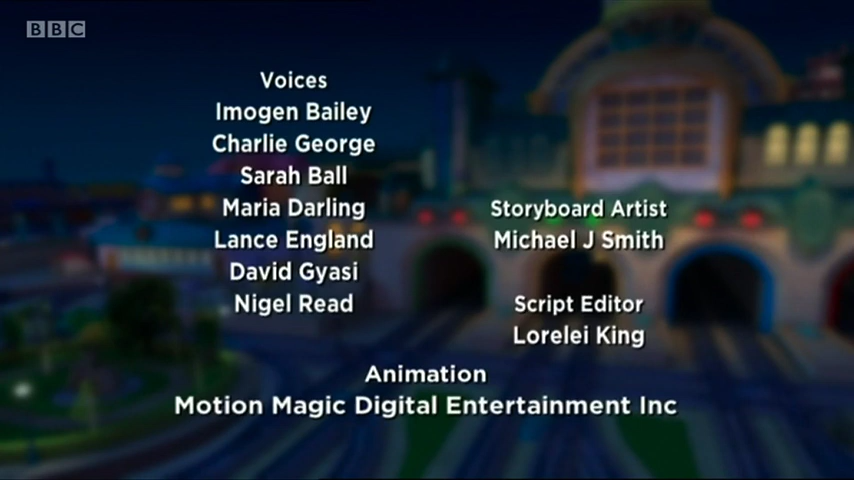 BBC
Voices
Imogen Bailey
Charlie George
Sarah Ball
Maria Darling
Lance England
David Gyasi
Nigel Read
Storyboard Artist
Michael J Smith
Script Editor
Lorelei King
Animation
Motion Magic Digital Entertainment Inc